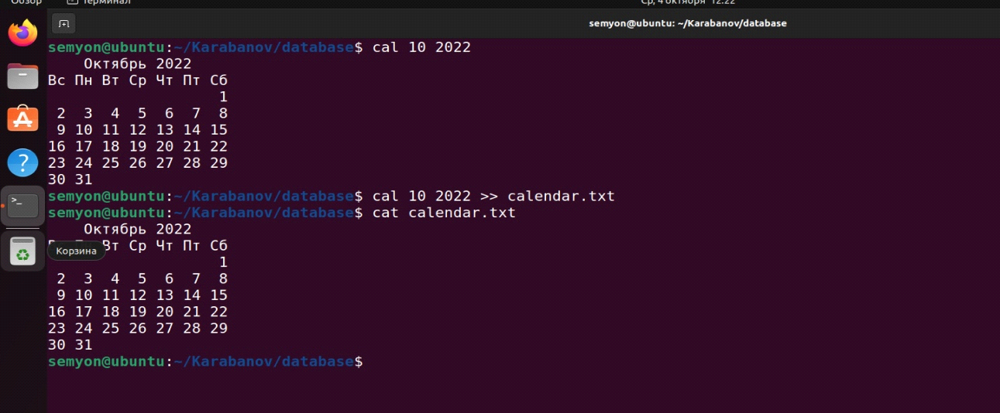 Обзор Терминал Ср, 4 октября 12:22
semyon@ubuntu: ~/Karabanov/database
semyon@ubuntu:~/Karabanov/database$ cal 10 2022
Октябрь 2022
Вс Пн Вт Ср Чт Пт Сб
1
2 3 4 5 6 7 8
9 10 11 12 13 14 15
16 17 18 19 20 21 22
23 24 25 26 27 28 29
30 31
semyon@ubuntu:~/Karabanov/database$ cal 10 2022 >> calendar.txt
semyon@ubuntu:~/Karabanov/database$ cat calendar.txt
Октябрь 2022
Вт Ср Чт Пт Сб
Корзина
1
2 3 4 5 6 7 8
9 10 11 12 13 14 15
16 17 18 19 20 21 22
23 24 25 26 27 28 29
30 31
semyon@ubuntu:~/Karabanov/database$